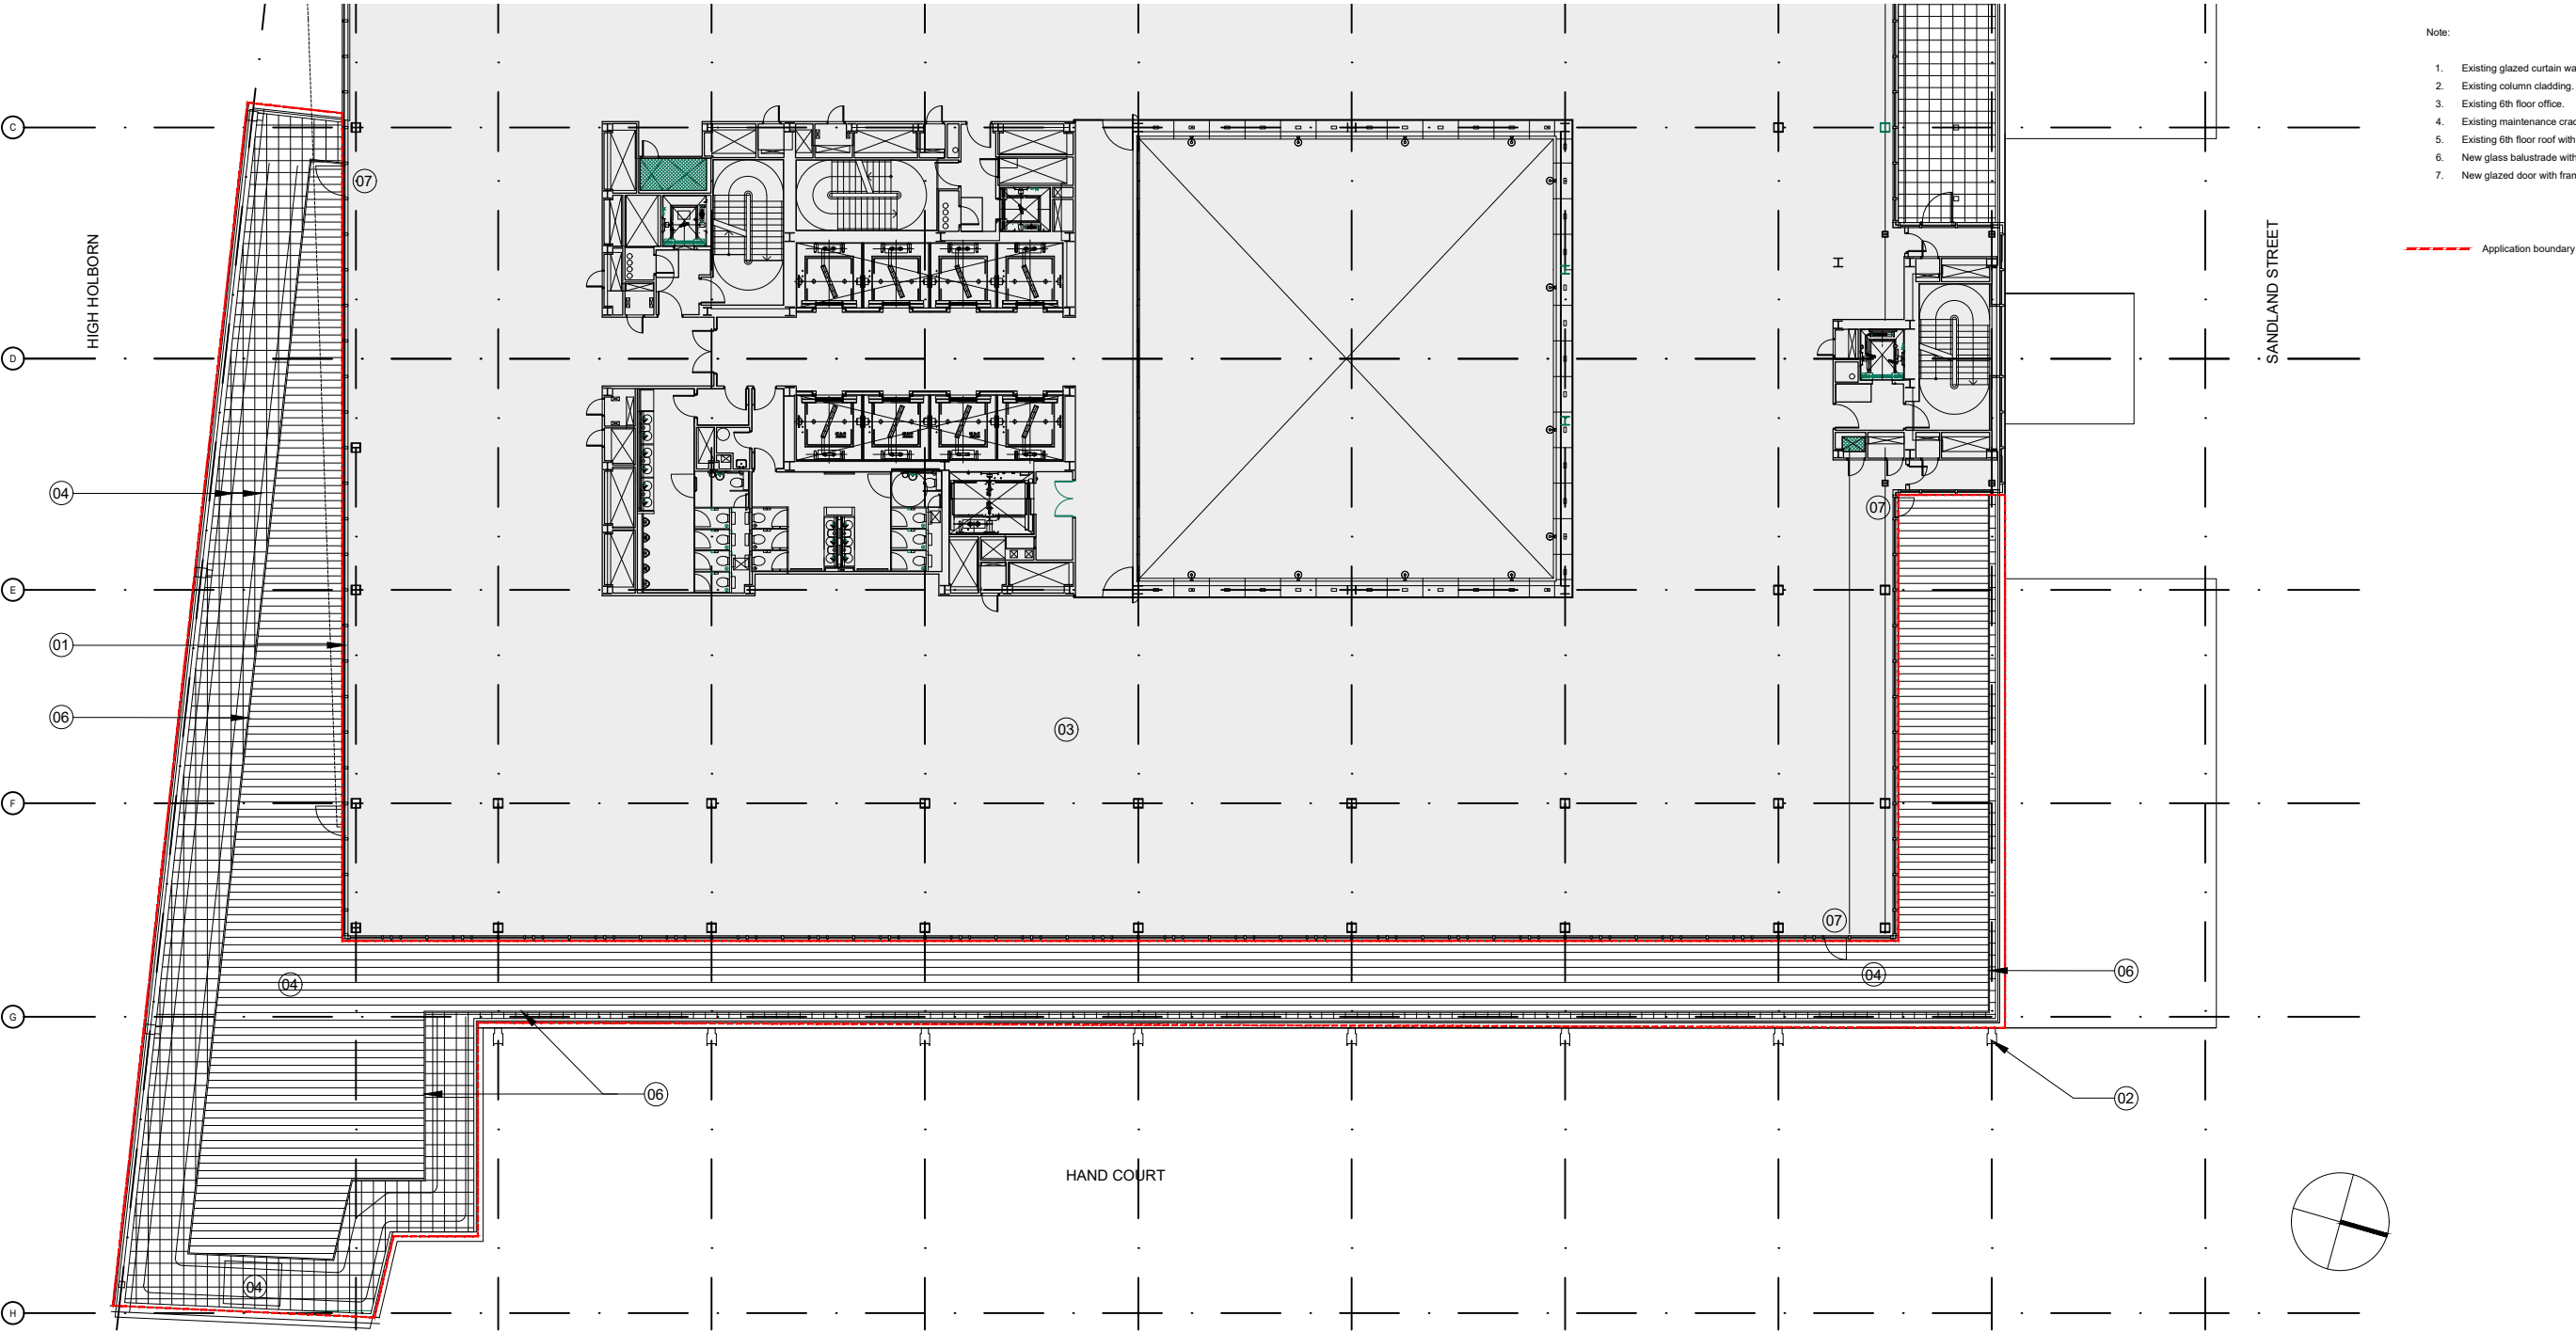 Note:
1. Existing glazed curtain wa
2. Existing column cladding.
3. Existing 6th floor office.
4. Existing maintenance crad
5. Existing 6th floor roof with
6. New glass balustrade with
7. New glazed door with fram
Application boundary
HIGH HOLBORN
SANDLAND STREET
HAND COURT
C
D
E
F
G
H
07
04
01
06
03
07
07
04
04
06
06
02
04